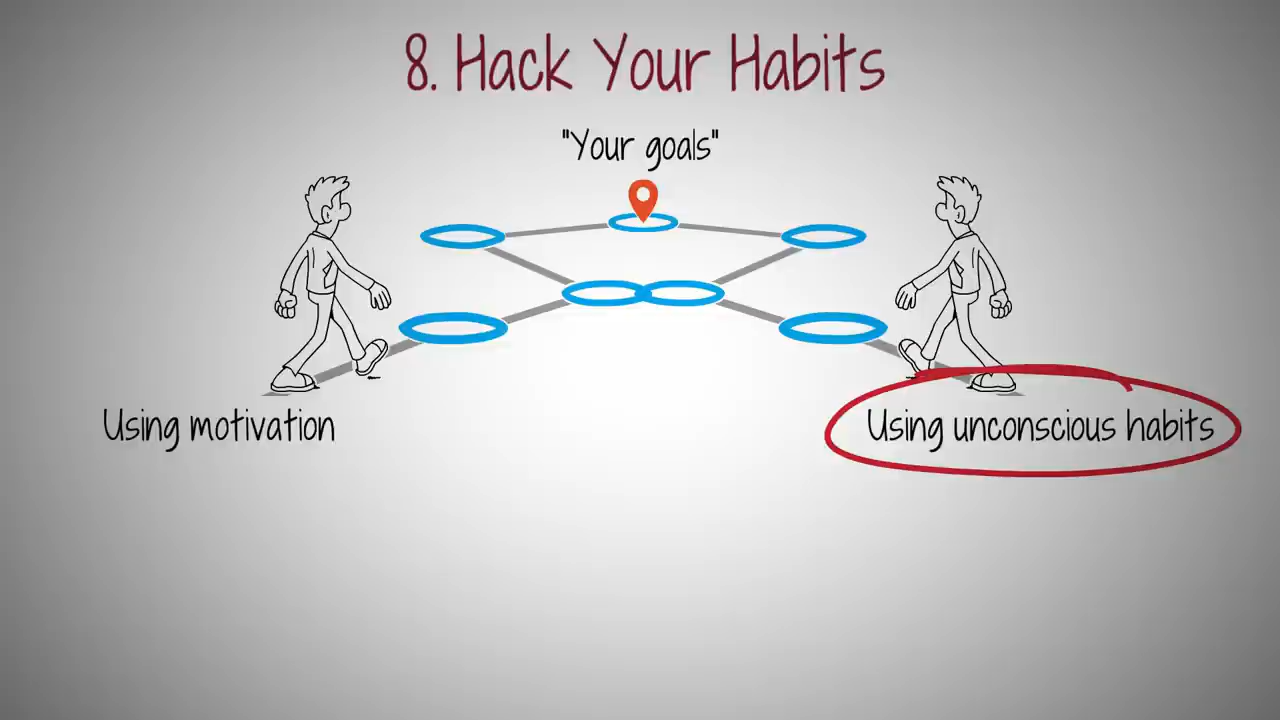 8. Hack Your Habits
"Your goals"
Using motivation
Using unconscious habits